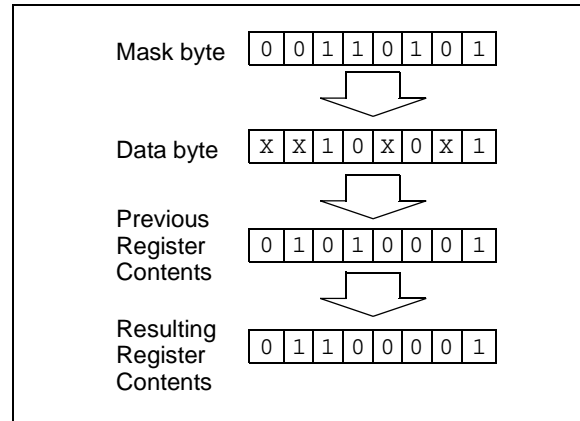 Mask byte 0 0 1 1 0 1 0 1
Data byte X X 1 0 X 0 X 1
Previous
Register 0 1 0 1 0 0 0 1
Contents
Resulting
Register 0 1 1 0 0 0 0 1
Contents